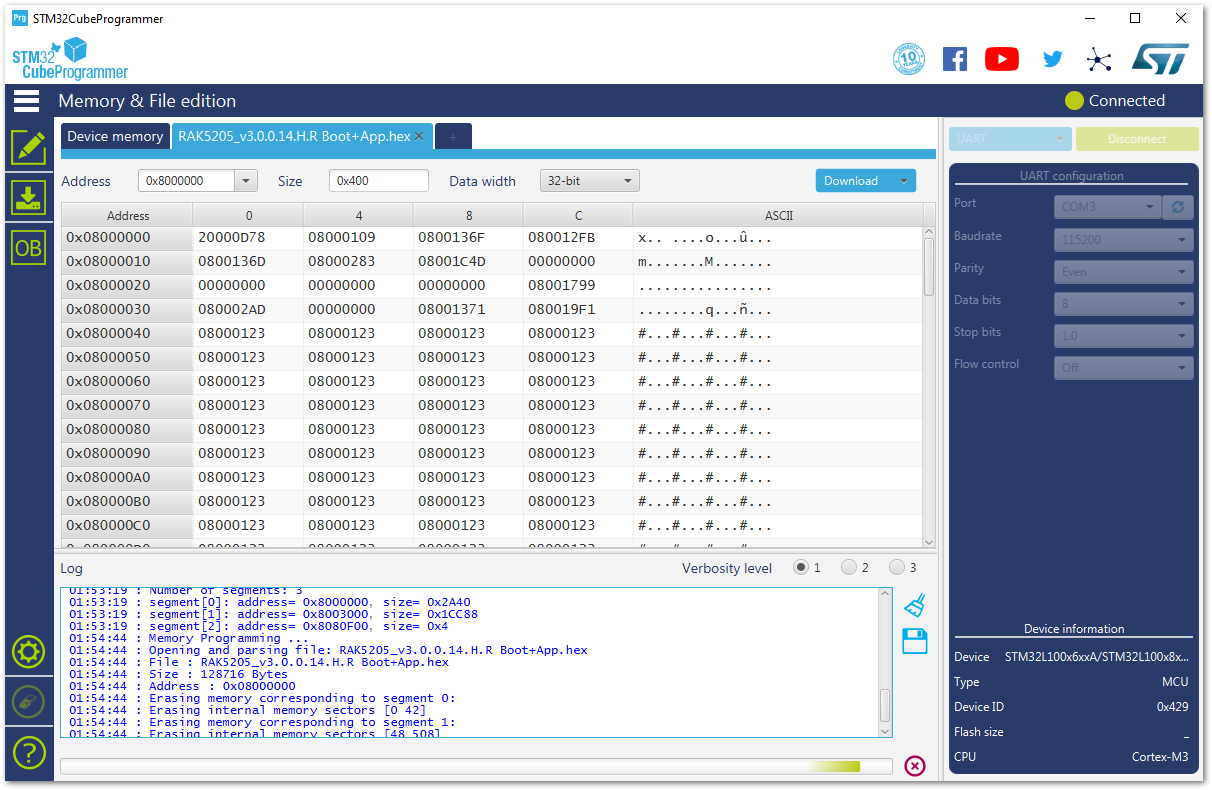 Prg STM32CubeProgrammer
STM32
CubeProgrammer
10 YEARS
Memory & File edition
Connected
Device memory
RAK5205_v3.0.0.14.H.R Boot+App.hex
+
UART
Disconnect
Address 0x8000000 Size 0x400 Data width 32-bit Download
Address 0 4 8 C ASCII
0x08000000 20000D78 08000109 0800136F 080012FB x.. ....o...û...
0x08000010 0800136D 08000283 08001C4D 00000000 m.......M.......
0x08000020 00000000 00000000 00000000 08001799 ................
0x08000030 080002AD 00000000 08001371 080019F1 ........q...ñ...
0x08000040 08000123 08000123 08000123 08000123 #...#...#...#...
0x08000050 08000123 08000123 08000123 08000123 #...#...#...#...
0x08000060 08000123 08000123 08000123 08000123 #...#...#...#...
0x08000070 08000123 08000123 08000123 08000123 #...#...#...#...
0x08000080 08000123 08000123 08000123 08000123 #...#...#...#...
0x08000090 08000123 08000123 08000123 08000123 #...#...#...#...
0x080000A0 08000123 08000123 08000123 08000123 #...#...#...#...
0x080000B0 08000123 08000123 08000123 08000123 #...#...#...#...
0x080000C0 08000123 08000123 08000123 08000123 #...#...#...#...
0x080000D0 08000123 08000123 08000123 08000123 #...#...#...#...
OB
Log
Verbosity level 1 2 3
01:53:19 : Number of segments: 3
01:53:19 : segment[0]: address= 0x8000000, size= 0x2A40
01:53:19 : segment[1]: address= 0x8003000, size= 0x1CC88
01:53:19 : segment[2]: address= 0x8080F00, size= 0x4
01:54:44 : Memory Programming ...
01:54:44 : Opening and parsing file: RAK5205_v3.0.0.14.H.R Boot+App.hex
01:54:44 : File : RAK5205_v3.0.0.14.H.R Boot+App.hex
01:54:44 : Size : 128716 Bytes
01:54:44 : Address : 0x08000000
01:54:44 : Erasing memory corresponding to segment 0:
01:54:44 : Erasing internal memory sectors [0 42]
01:54:44 : Erasing memory corresponding to segment 1:
01:54:44 : Erasing internal memory sectors [48 508]
UART configuration
Port COM3
Baudrate 115200
Parity Even
Data bits 8
Stop bits 1.0
Flow control Off
Device information
Device STM32L100x6xxA/STM32L100x8x...
Type MCU
Device ID 0x429
Flash size _
CPU Cortex-M3